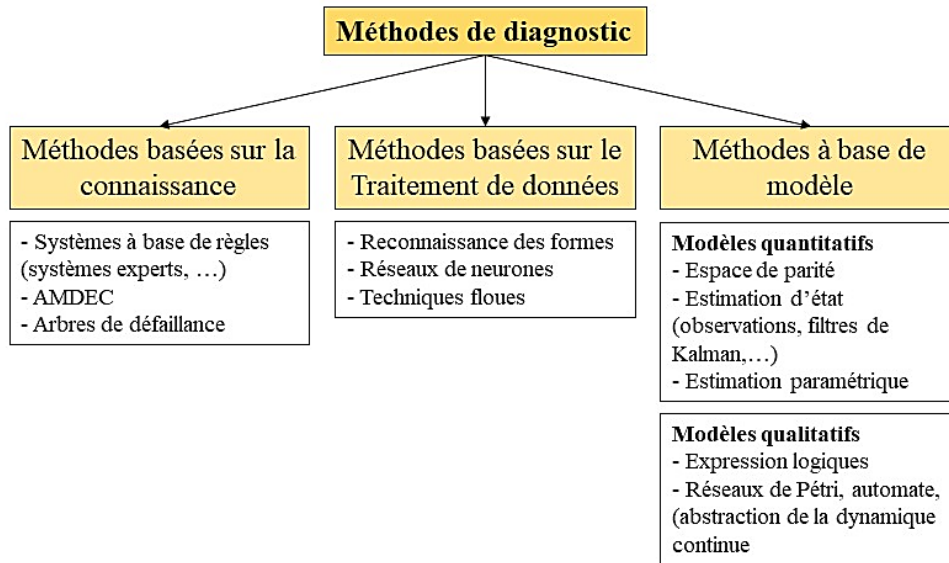 Méthodes de diagnostic
Méthodes basées sur la
connaissance
- Systèmes à base de règles
(systèmes experts, …)
- AMDEC
- Arbres de défaillance
Méthodes basées sur le
Traitement de données
- Reconnaissance des formes
- Réseaux de neurones
- Techniques floues
Méthodes à base de
modèle
Modèles quantitatifs
- Espace de parité
- Estimation d’état
(observations, filtres de
Kalman,…)
- Estimation paramétrique
Modèles qualitatifs
- Expression logiques
- Réseaux de Pétri, automate,
(abstraction de la dynamique
continue